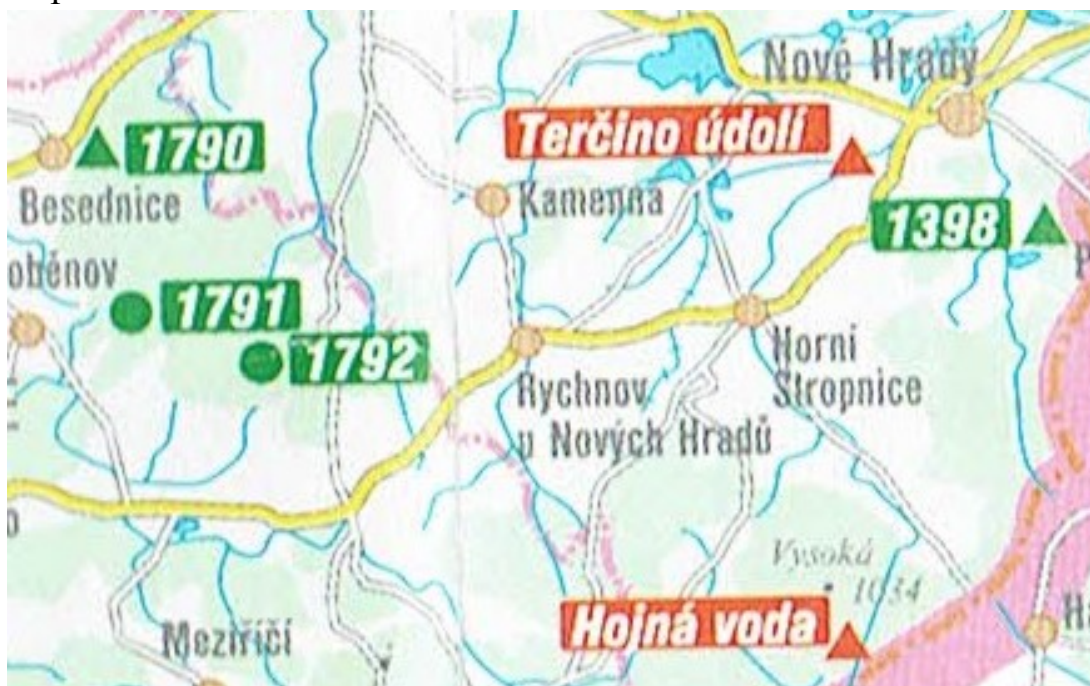 Nové Hrady
Terčino údolí
1790
Besednice
Kamenná
1398
oběnov
1791
1792
Horní
Stropnice
Rychnov
u Nových Hradů
Vysoká
1034
Hojná voda
Meziříčí